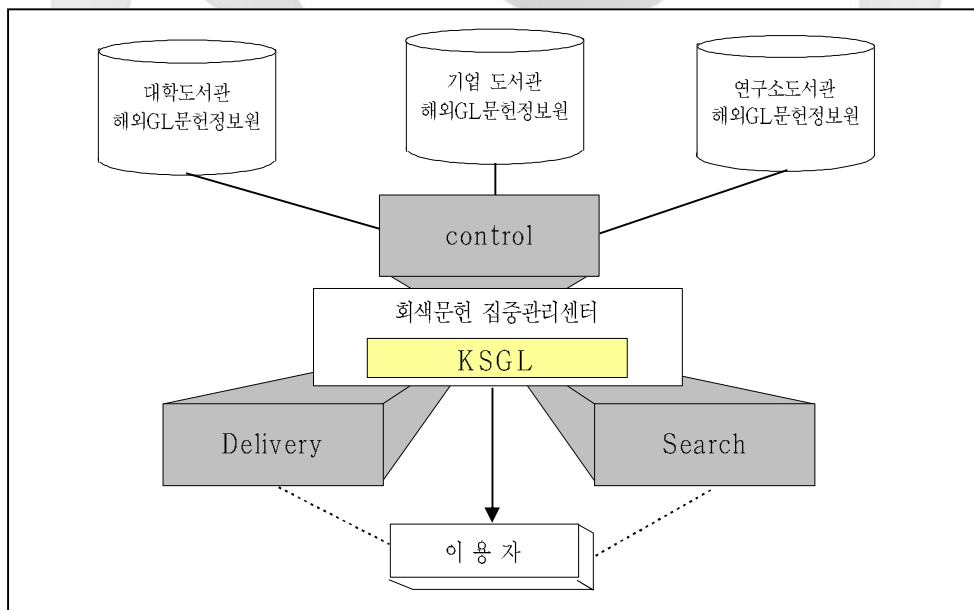 대학도서관
해외GL문헌정보원
기업 도서관
해외GL문헌정보원
연구소도서관
해외GL문헌정보원
control
회색문헌 집중관리센터
KSGL
Delivery
Search
이 용 자